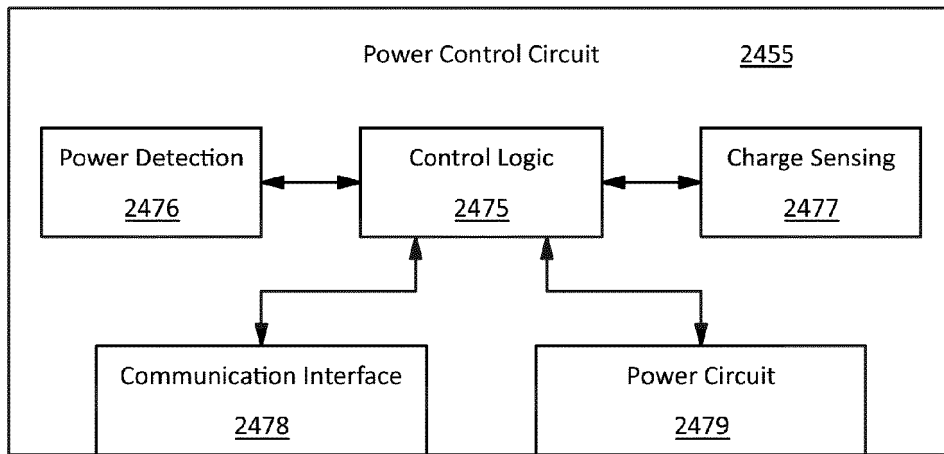 Power Control Circuit 2455
Power Detection
2476
Control Logic
2475
Charge Sensing
2477
Communication Interface
2478
Power Circuit
2479